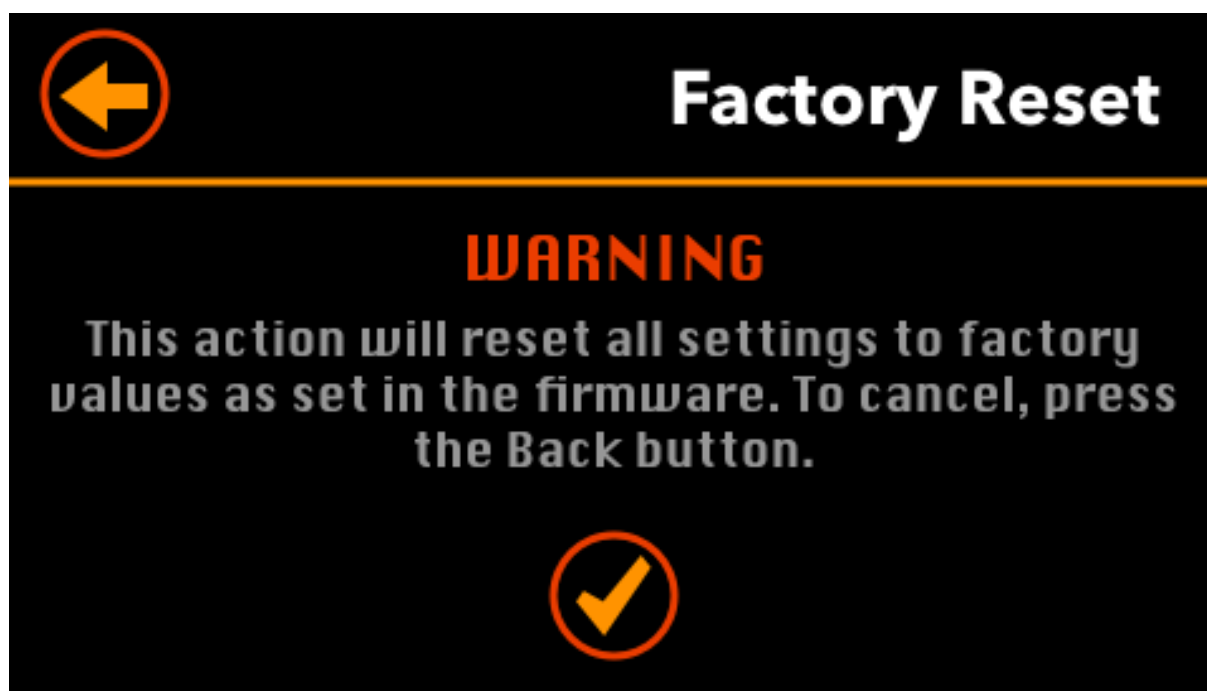 Factory Reset
WARNING
This action will reset all settings to factory
values as set in the firmware. To cancel, press
the Back button.